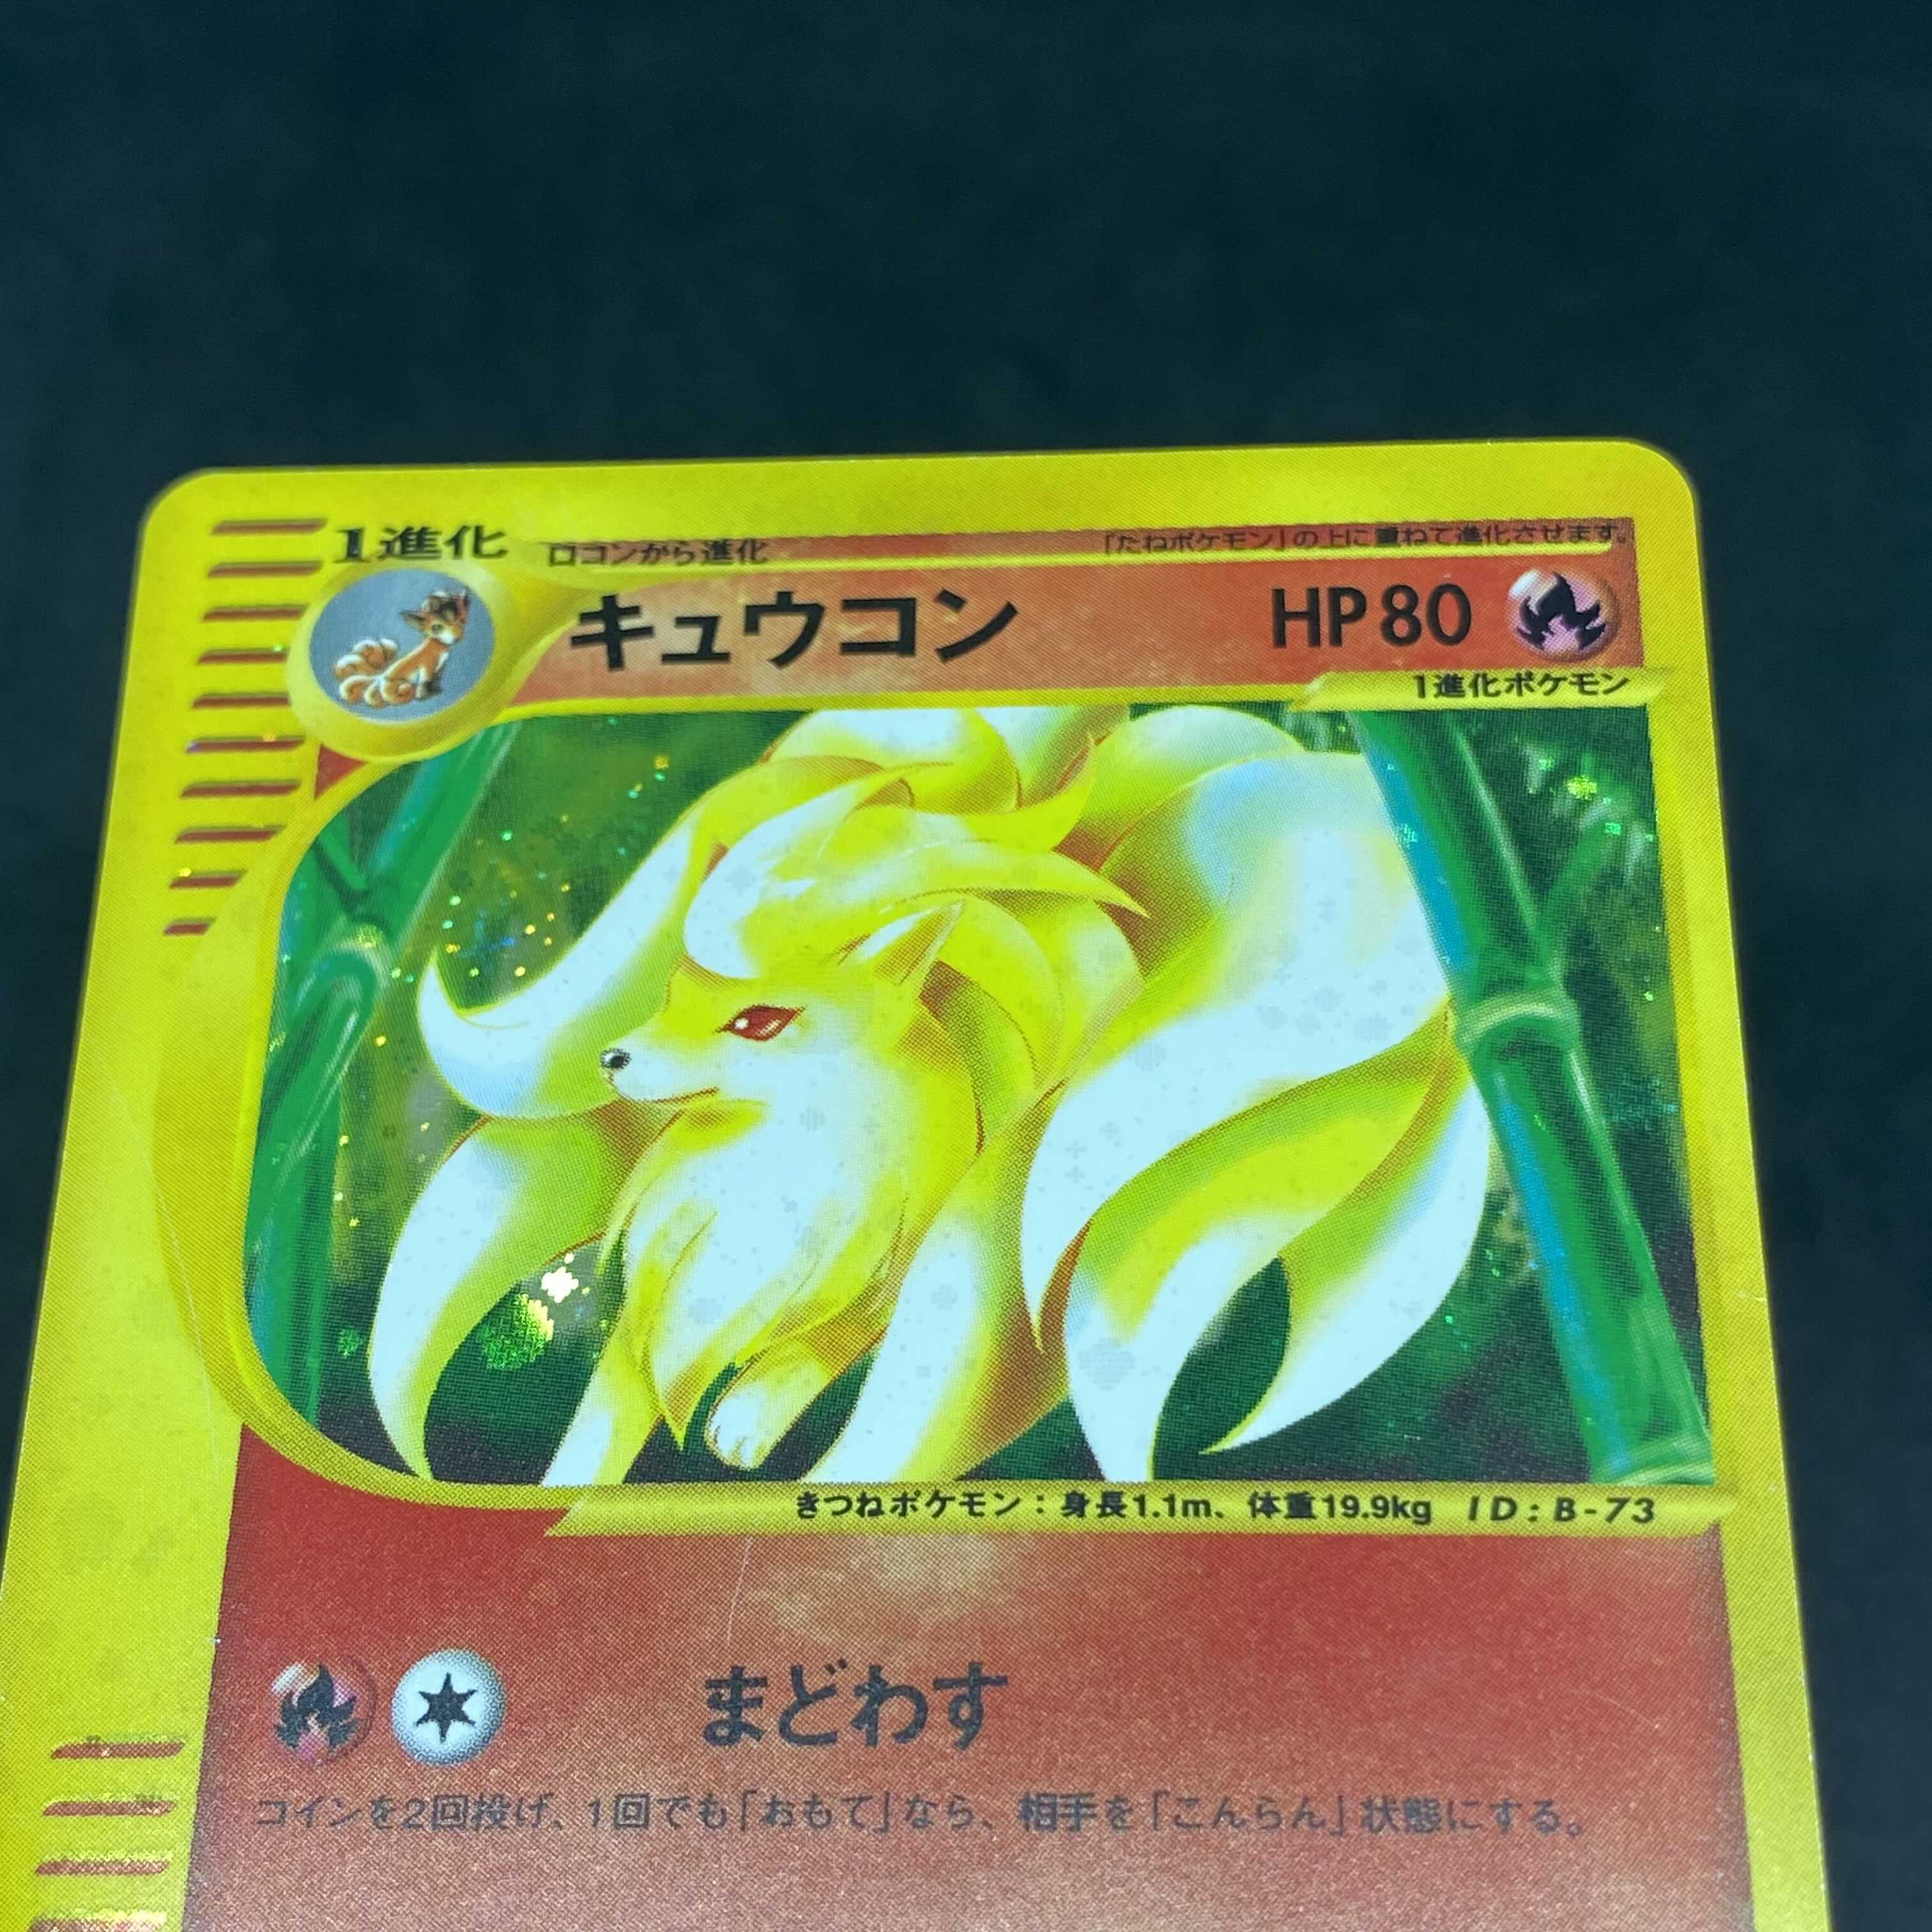 1進化
ロコンから進化
「たねポケモン」の上に重ねて進化させます。
キュウコン HP80
1進化ポケモン
きつねポケモン：身長1.1m、体重19.9kg ID：B-73
まどわす
コインを2回投げ、1回でも「おもて」なら、相手を「こんらん」状態にする。